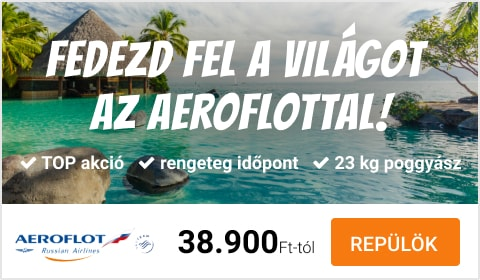 FEDEZD FEL A VILÁGOT
AZ AEROFLOTTAL!
✓ TOP akció ✓ rengeteg időpont ✓ 23 kg poggyász
AEROFLOT
Russian Airlines
38.900Ft-tól
REPÜLÖK